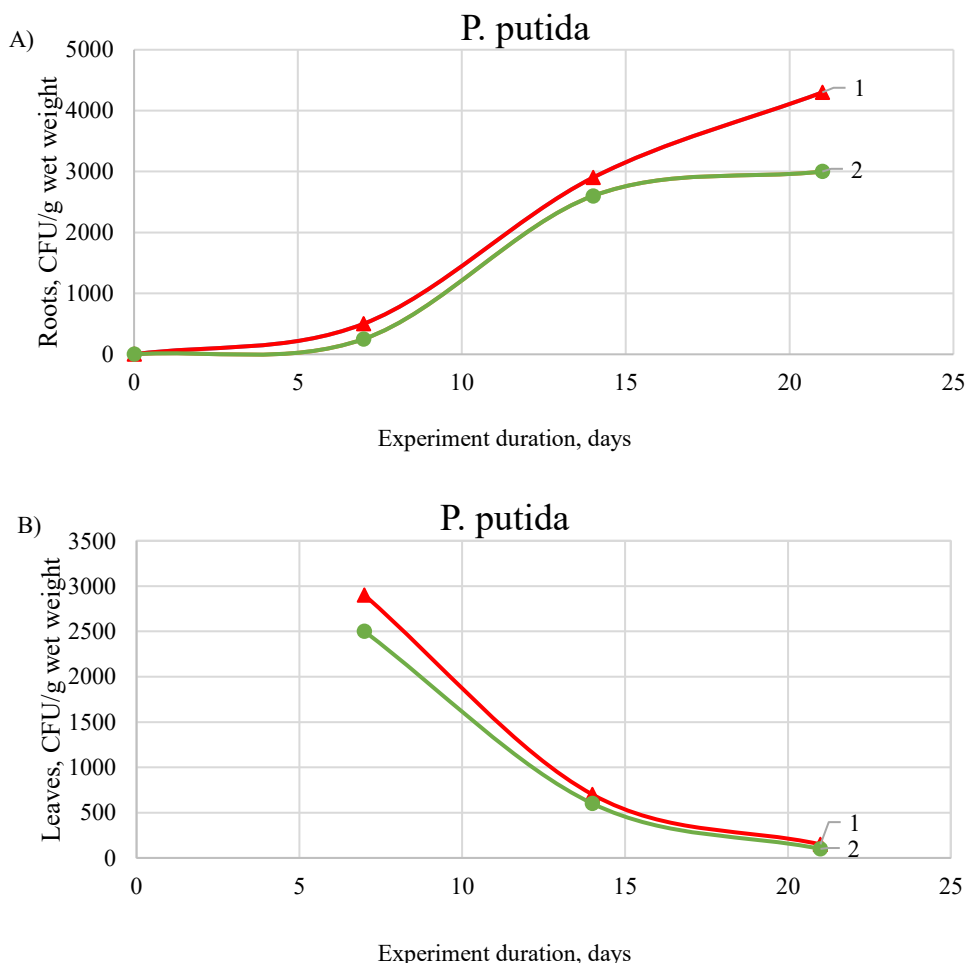 A)
P. putida
Roots, CFU/g wet weight
5000
4000
3000
2000
1000
0
0 5 10 15 20 25
1
2
Experiment duration, days
B)
P. putida
Leaves, CFU/g wet weight
3500
3000
2500
2000
1500
1000
500
0
0 5 10 15 20 25
1
2
Experiment duration, days